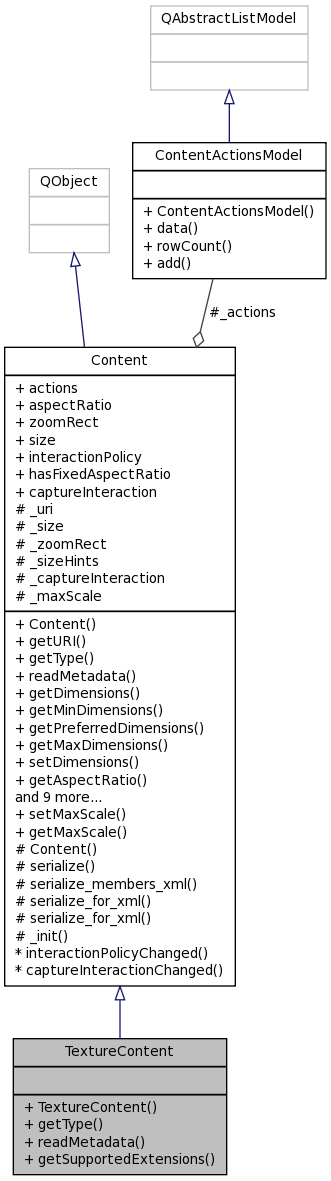 QAbstractListModel
ContentActionsModel
+ ContentActionsModel()
+ data()
+ rowCount()
+ add()
QObject
#_actions
Content
+ actions
+ aspectRatio
+ zoomRect
+ size
+ interactionPolicy
+ hasFixedAspectRatio
+ captureInteraction
# _uri
# _size
# _zoomRect
# _sizeHints
# _captureInteraction
# _maxScale
+ Content()
+ getURI()
+ getType()
+ readMetadata()
+ getDimensions()
+ getMinDimensions()
+ getPreferredDimensions()
+ getMaxDimensions()
+ setDimensions()
+ getAspectRatio()
and 9 more...
+ setMaxScale()
+ getMaxScale()
# Content()
# serialize()
# serialize_members_xml()
# serialize_for_xml()
# serialize_for_xml()
# _init()
* interactionPolicyChanged()
* captureInteractionChanged()
TextureContent
+ TextureContent()
+ getType()
+ readMetadata()
+ getSupportedExtensions()